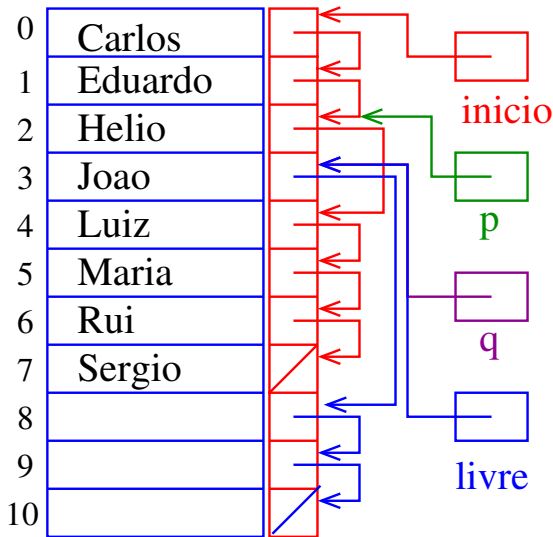 0 Carlos
1 Eduardo
2 Helio
3 Joao
4 Luiz
5 Maria
6 Rui
7 Sergio
8
9
10
inicio
p
q
livre